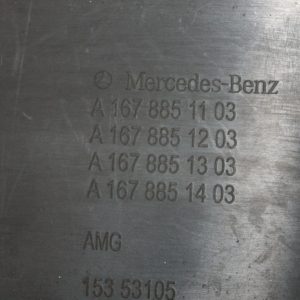 Mercedes-Benz
A 167 885 11 03
A 167 885 12 03
A 167 885 13 03
A 167 885 14 03
AMG
153 53105